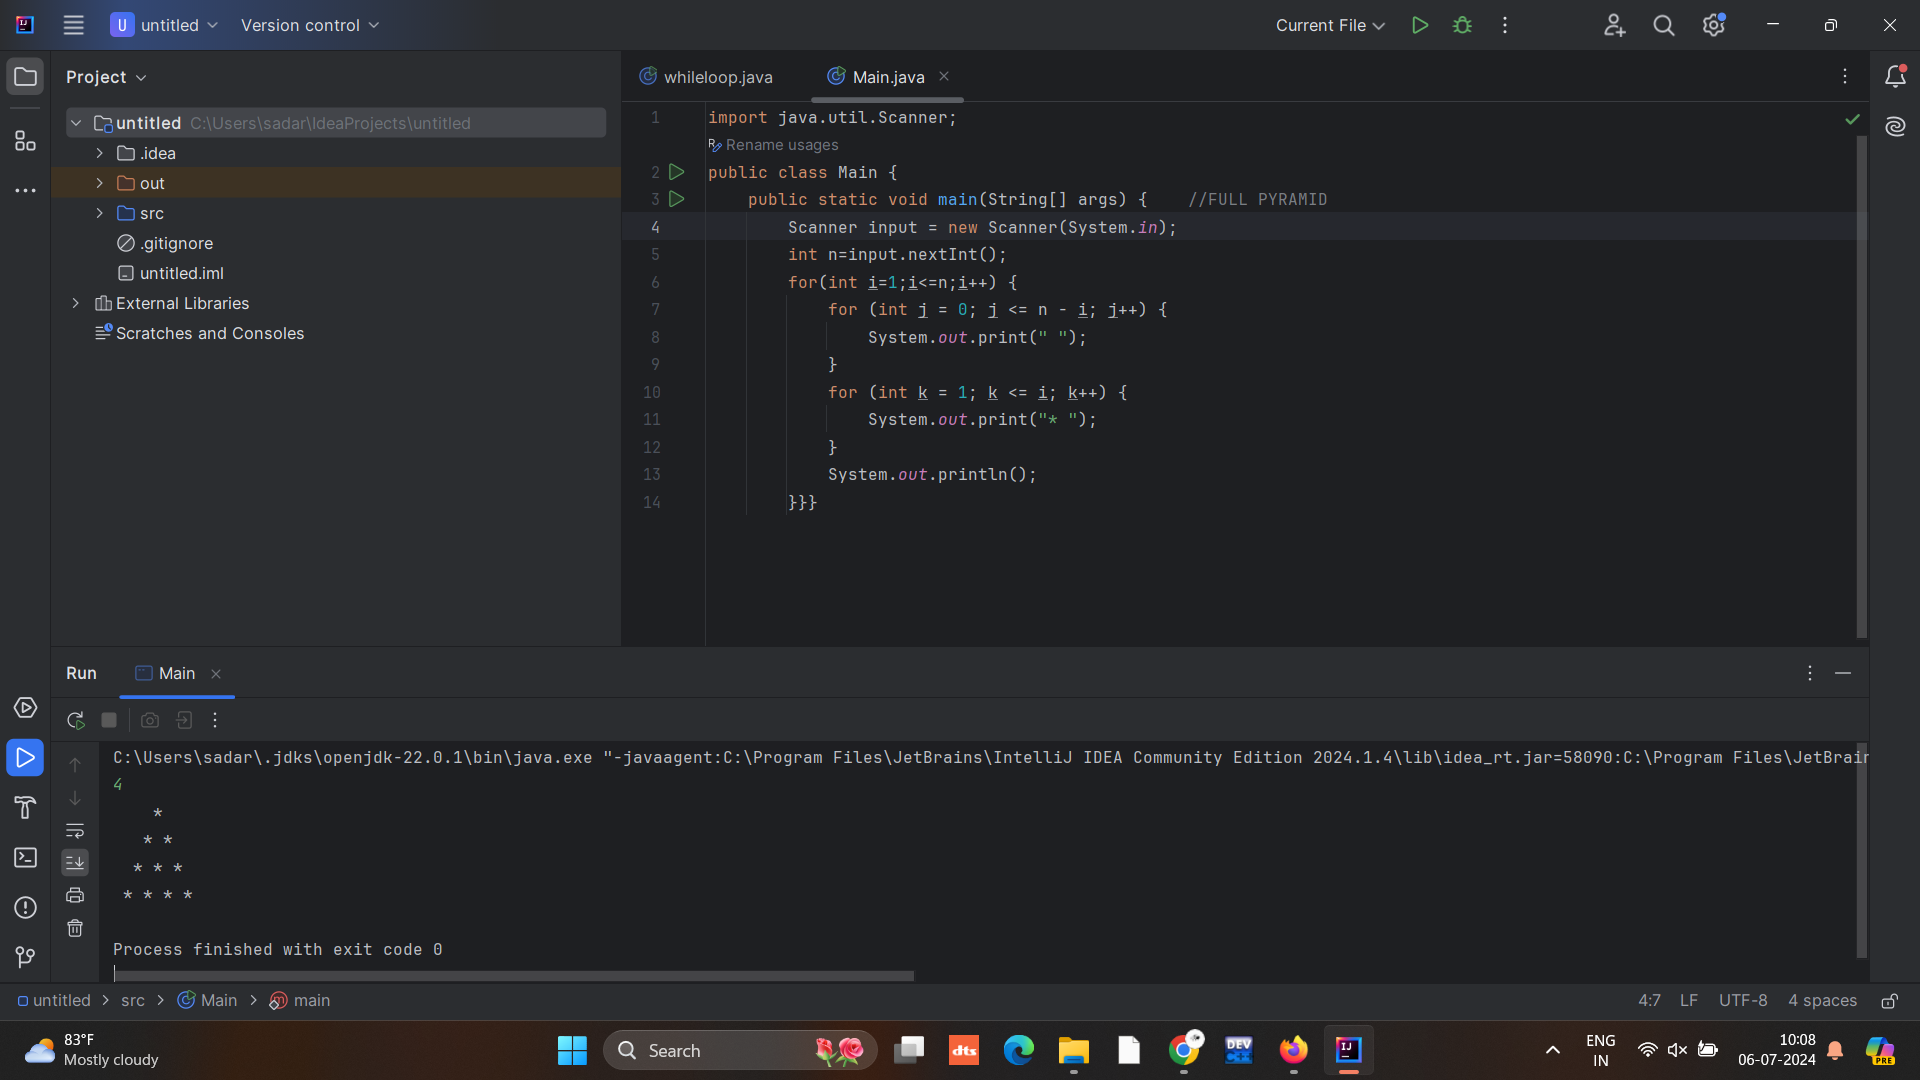 untitled
Version control
Current File
Project
whileloop.java
Main.java
untitled C:\Users\sadar\IdeaProjects\untitled
.idea
out
src
.gitignore
untitled.iml
External Libraries
Scratches and Consoles
1 import java.util.Scanner;
Rename usages
2 public class Main {
3 public static void main(String[] args) { //FULL PYRAMID
4 Scanner input = new Scanner(System.in);
5 int n=input.nextInt();
6 for(int i=1;i<=n;i++) {
7 for (int j = 0; j <= n - i; j++) {
8 System.out.print(" ");
9 }
10 for (int k = 1; k <= i; k++) {
11 System.out.print("* ");
12 }
13 System.out.println();
14 }}}
Run
Main
C:\Users\sadar\.jdks\openjdk-22.0.1\bin\java.exe "-javaagent:C:\Program Files\JetBrains\IntelliJ IDEA Community Edition 2024.1.4\lib\idea_rt.jar=58090:C:\Program Files\JetBrain
4
*
* *
* * *
* * * *
Process finished with exit code 0
untitled > src > Main > main
4:7 LF UTF-8 4 spaces
83°F
Mostly cloudy
Search
dts
DEV
C++
IJ
ENG
IN
10:08
06-07-2024
PRE